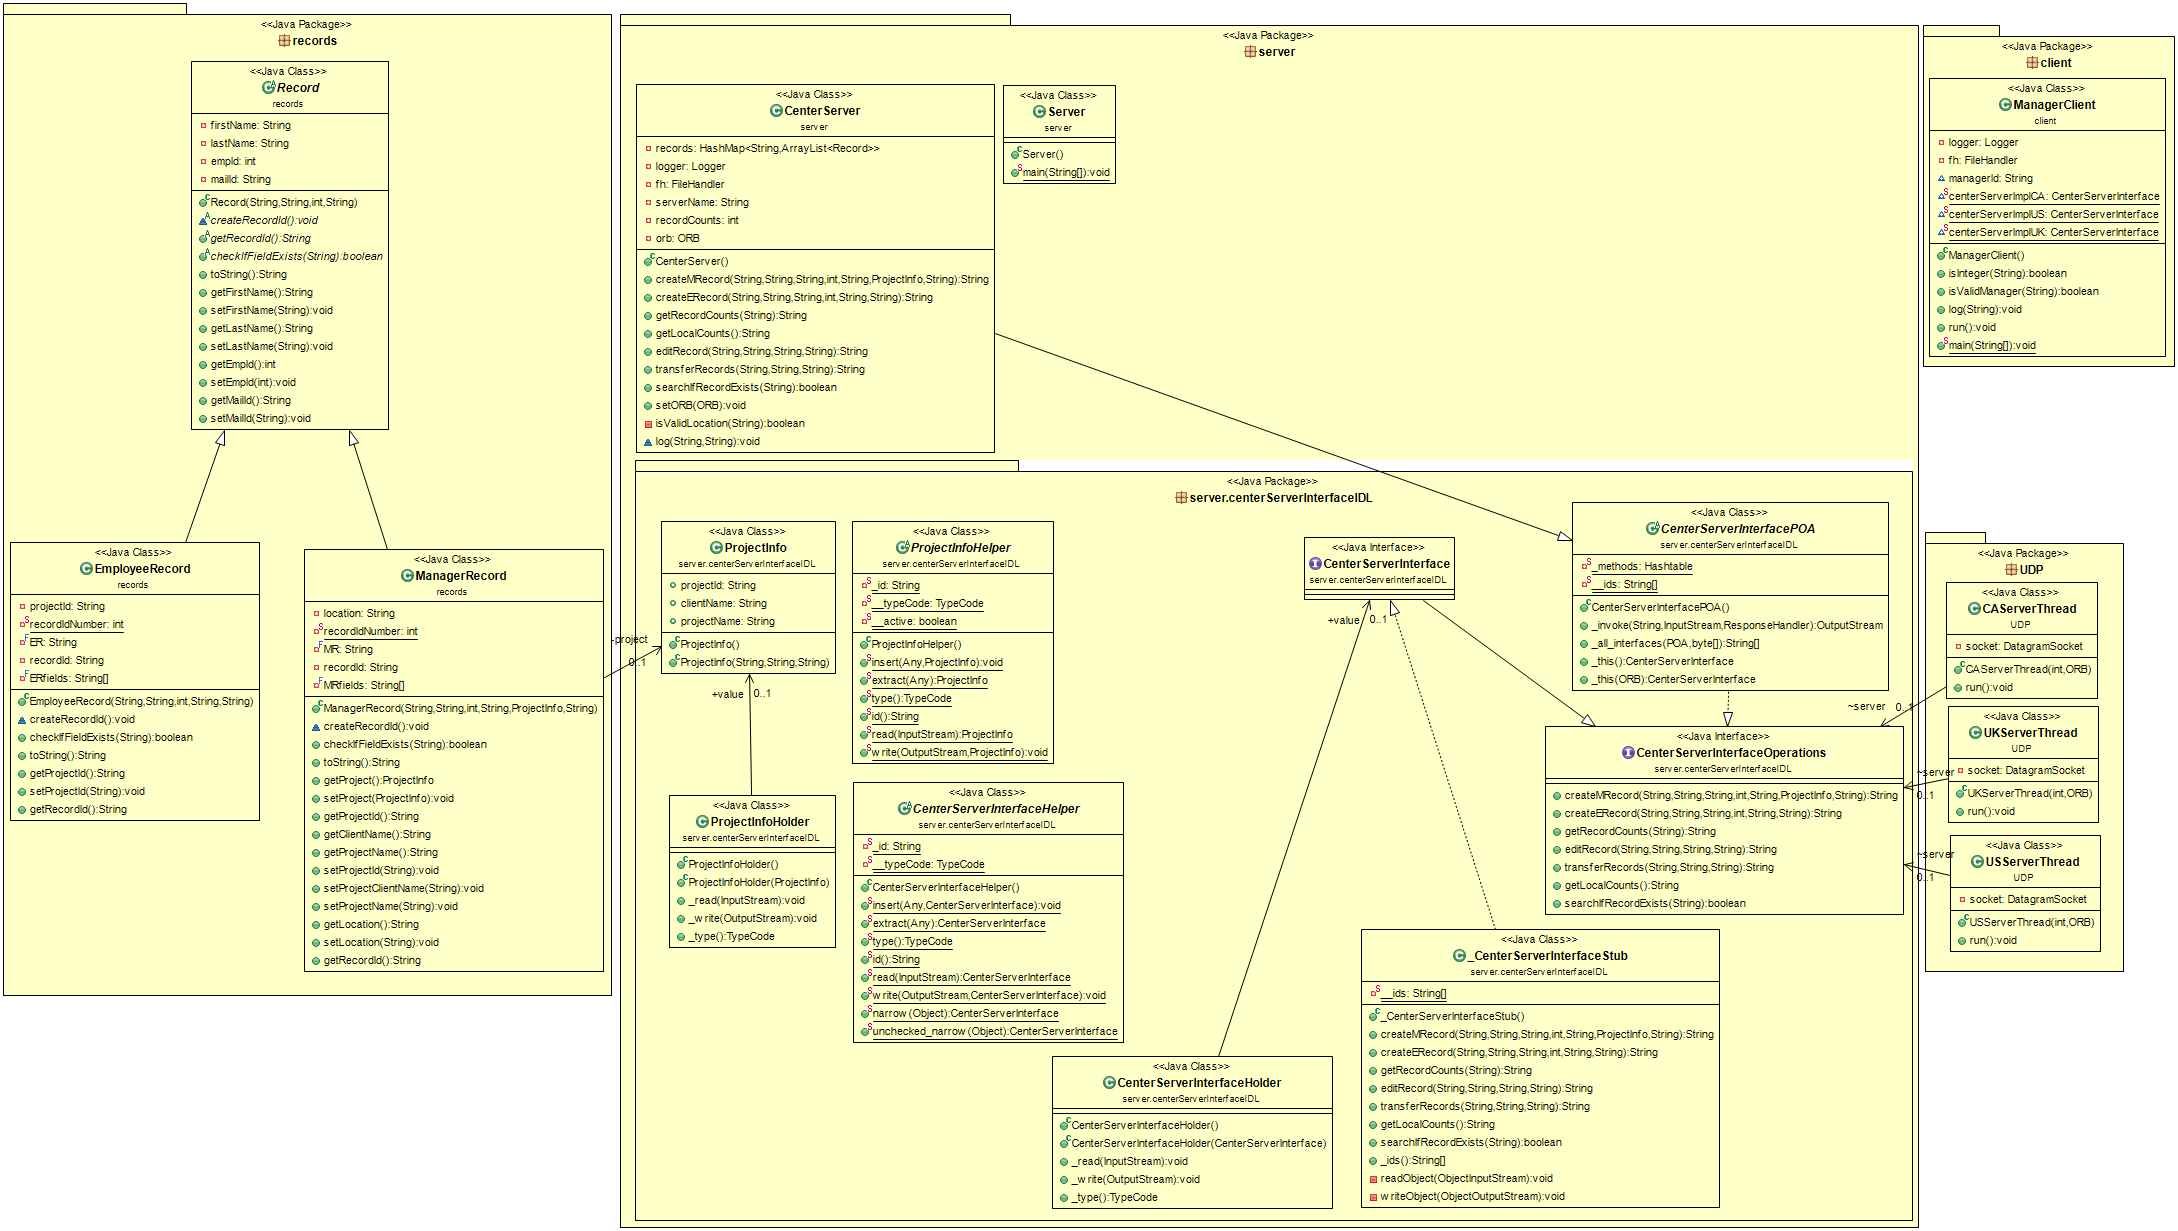 <<Java Package>>
records
<<Java Class>>
Record
records
firstName: String
lastName: String
empId: int
mailId: String
Record(String,String,int,String)
createRecordId():void
getRecordId():String
checkIfFieldExists(String):boolean
toString():String
getFirstName():String
setFirstName(String):void
getLastName():String
setLastName(String):void
getEmpId():int
setEmpId(int):void
getMailId():String
setMailId(String):void
<<Java Class>>
EmployeeRecord
records
projectId: String
recordIdNumber: int
ER: String
recordId: String
ERfields: String[]
EmployeeRecord(String,String,int,String,String)
createRecordId():void
checkIfFieldExists(String):boolean
toString():String
getProjectId():String
setProjectId(String):void
getRecordId():String
<<Java Class>>
ManagerRecord
records
location: String
recordIdNumber: int
MR: String
recordId: String
MRfields: String[]
ManagerRecord(String,String,int,String,ProjectInfo,String)
createRecordId():void
checkIfFieldExists(String):boolean
toString():String
getProject():ProjectInfo
setProject(ProjectInfo):void
getProjectId():String
getClientName():String
getProjectName():String
setProjectId(String):void
setProjectClientName(String):void
setProjectName(String):void
getLocation():String
setLocation(String):void
getRecordId():String
-project
0..1
<<Java Package>>
server
<<Java Class>>
CenterServer
server
records: HashMap<String,ArrayList<Record>>
logger: Logger
fh: FileHandler
serverName: String
recordCounts: int
orb: ORB
CenterServer()
createMRecord(String,String,String,int,String,ProjectInfo,String):String
createERecord(String,String,String,int,String,String):String
getRecordCounts(String):String
getLocalCounts():String
editRecord(String,String,String,String):String
transferRecords(String,String,String):String
searchIfRecordExists(String):boolean
setORB(ORB):void
isValidLocation(String):boolean
log(String,String):void
<<Java Class>>
Server
server
Server()
main(String[]):void
<<Java Package>>
server.centerServerInterfaceIDL
<<Java Class>>
ProjectInfo
server.centerServerInterfaceIDL
projectId: String
clientName: String
projectName: String
ProjectInfo()
ProjectInfo(String,String,String)
+value
0..1
<<Java Class>>
ProjectInfoHolder
server.centerServerInterfaceIDL
ProjectInfoHolder()
ProjectInfoHolder(ProjectInfo)
_read(InputStream):void
_write(OutputStream):void
_type():TypeCode
<<Java Class>>
ProjectInfoHelper
server.centerServerInterfaceIDL
_id: String
__typeCode: TypeCode
__active: boolean
ProjectInfoHelper()
insert(Any,ProjectInfo):void
extract(Any):ProjectInfo
type():TypeCode
id():String
read(InputStream):ProjectInfo
write(OutputStream,ProjectInfo):void
<<Java Class>>
CenterServerInterfaceHelper
server.centerServerInterfaceIDL
_id: String
__typeCode: TypeCode
CenterServerInterfaceHelper()
insert(Any,CenterServerInterface):void
extract(Any):CenterServerInterface
type():TypeCode
id():String
read(InputStream):CenterServerInterface
write(OutputStream,CenterServerInterface):void
narrow(Object):CenterServerInterface
unchecked_narrow(Object):CenterServerInterface
<<Java Class>>
CenterServerInterfaceHolder
server.centerServerInterfaceIDL
CenterServerInterfaceHolder()
CenterServerInterfaceHolder(CenterServerInterface)
_read(InputStream):void
_write(OutputStream):void
_type():TypeCode
<<Java Interface>>
CenterServerInterface
server.centerServerInterfaceIDL
+value
0..1
<<Java Class>>
CenterServerInterfacePOA
server.centerServerInterfaceIDL
_methods: Hashtable
__ids: String[]
CenterServerInterfacePOA()
_invoke(String,InputStream,ResponseHandler):OutputStream
_all_interfaces(POA,byte[]):String[]
_this():CenterServerInterface
_this(ORB):CenterServerInterface
<<Java Interface>>
CenterServerInterfaceOperations
server.centerServerInterfaceIDL
createMRecord(String,String,String,int,String,ProjectInfo,String):String
createERecord(String,String,String,int,String,String):String
getRecordCounts(String):String
editRecord(String,String,String,String):String
transferRecords(String,String,String):String
getLocalCounts():String
searchIfRecordExists(String):boolean
<<Java Class>>
_CenterServerInterfaceStub
server.centerServerInterfaceIDL
__ids: String[]
_CenterServerInterfaceStub()
createMRecord(String,String,String,int,String,ProjectInfo,String):String
createERecord(String,String,String,int,String,String):String
getRecordCounts(String):String
editRecord(String,String,String,String):String
transferRecords(String,String,String):String
getLocalCounts():String
searchIfRecordExists(String):boolean
_ids():String[]
readObject(ObjectInputStream):void
writeObject(ObjectOutputStream):void
<<Java Package>>
client
<<Java Class>>
ManagerClient
client
logger: Logger
fh: FileHandler
managerId: String
centerServerImplCA: CenterServerInterface
centerServerImplUS: CenterServerInterface
centerServerImplUK: CenterServerInterface
ManagerClient()
isInteger(String):boolean
isValidManager(String):boolean
log(String):void
run():void
main(String[]):void
<<Java Package>>
UDP
<<Java Class>>
CAServerThread
UDP
socket: DatagramSocket
CAServerThread(int,ORB)
run():void
~server
0..1
<<Java Class>>
UKServerThread
UDP
socket: DatagramSocket
UKServerThread(int,ORB)
run():void
~server
0..1
<<Java Class>>
USServerThread
UDP
socket: DatagramSocket
USServerThread(int,ORB)
run():void
~server
0..1